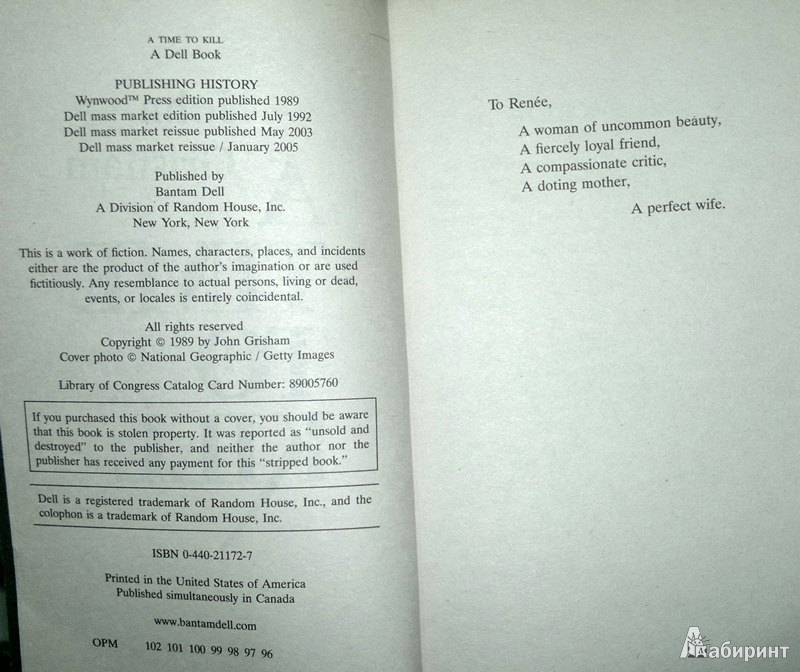 A TIME TO KILL
A Dell Book
PUBLISHING HISTORY
Wynwood™ Press edition published 1989
Dell mass market edition published July 1992
Dell mass market reissue published May 2003
Dell mass market reissue / January 2005
Published by
Bantam Dell
A Division of Random House, Inc.
New York, New York
This is a work of fiction. Names, characters, places, and incidents
either are the product of the author's imagination or are used
fictitiously. Any resemblance to actual persons, living or dead,
events, or locales is entirely coincidental.
All rights reserved
Copyright © 1989 by John Grisham
Cover photo © National Geographic / Getty Images
Library of Congress Catalog Card Number: 89005760
If you purchased this book without a cover, you should be aware
that this book is stolen property. It was reported as "unsold and
destroyed" to the publisher, and neither the author nor the
publisher has received any payment for this "stripped book."
Dell is a registered trademark of Random House, Inc., and the
colophon is a trademark of Random House, Inc.
ISBN 0-440-21172-7
Printed in the United States of America
Published simultaneously in Canada
www.bantamdell.com
OPM 102 101 100 99 98 97 96
To Renée,
A woman of uncommon beauty,
A fiercely loyal friend,
A compassionate critic,
A doting mother,
A perfect wife.
Лабиринт